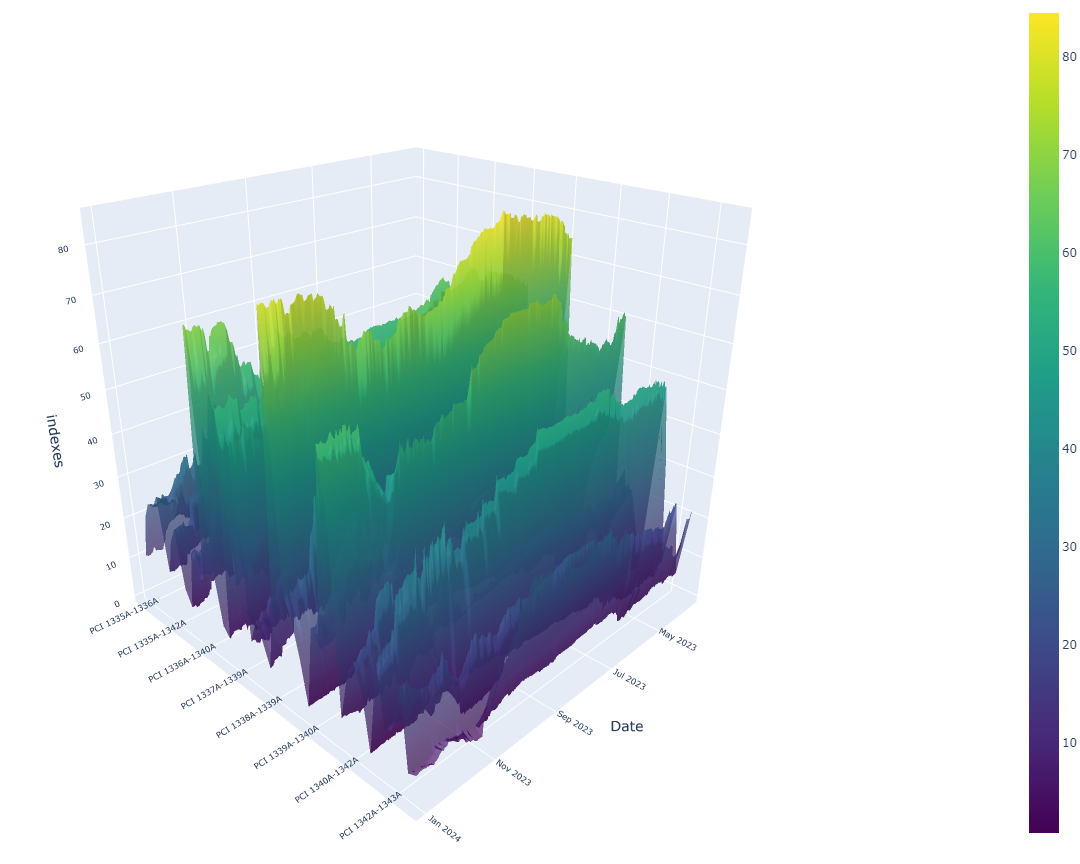 80
70
60
50
40
30
20
10
0
indexes
PCI 1335A-1336A
PCI 1335A-1342A
PCI 1336A-1340A
PCI 1337A-1339A
PCI 1338A-1339A
PCI 1339A-1340A
PCI 1340A-1342A
PCI 1342A-1343A
Jan 2024
Nov 2023
Sep 2023
Jul 2023
May 2023
Date
80
70
60
50
40
30
20
10